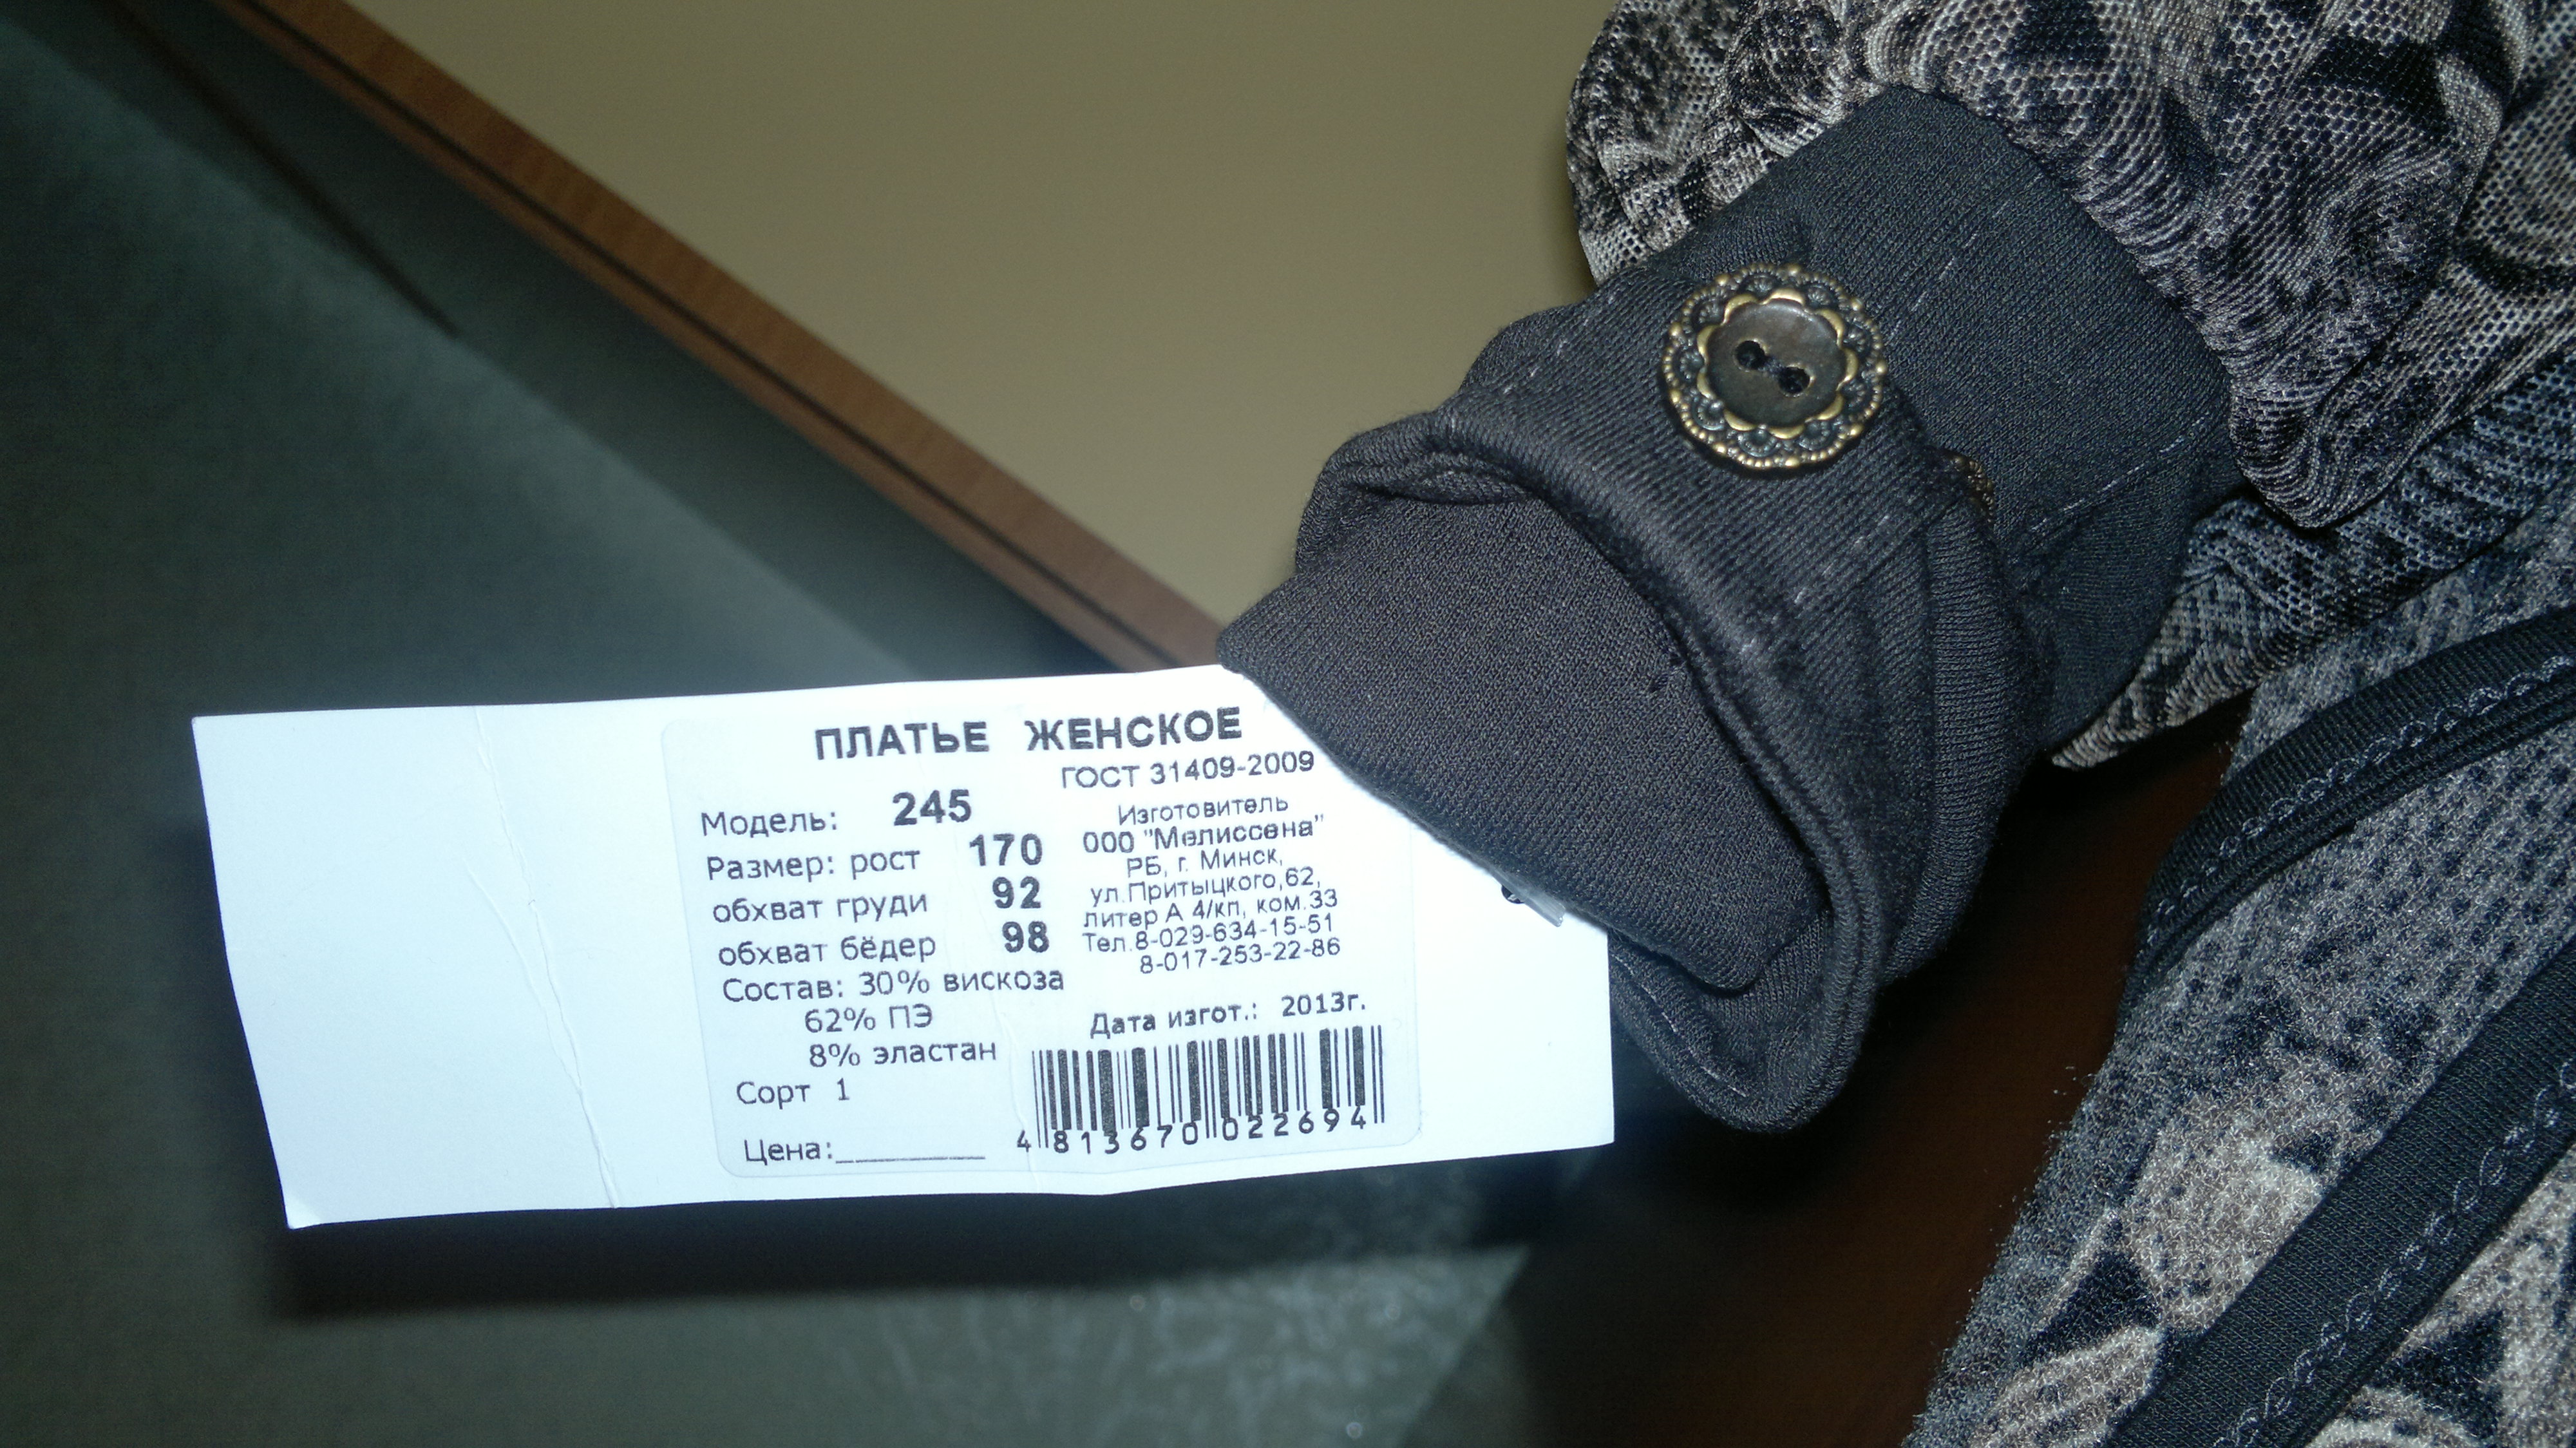 ПЛАТЬЕ ЖЕНСКОЕ
ГОСТ 31409-2009
Модель: 245
Размер: рост 170
обхват груди 92
обхват бёдер 98
Состав: 30% вискоза
62% ПЭ
8% эластан
Сорт 1
Цена:__________
Изготовитель
ООО "Мелиссена"
РБ, г. Минск,
ул.Притыцкого,62,
литер А 4/кп, ком.33
Тел.8-029-634-15-51
8-017-253-22-86
Дата изгот.: 2013г.
4 813670 022694